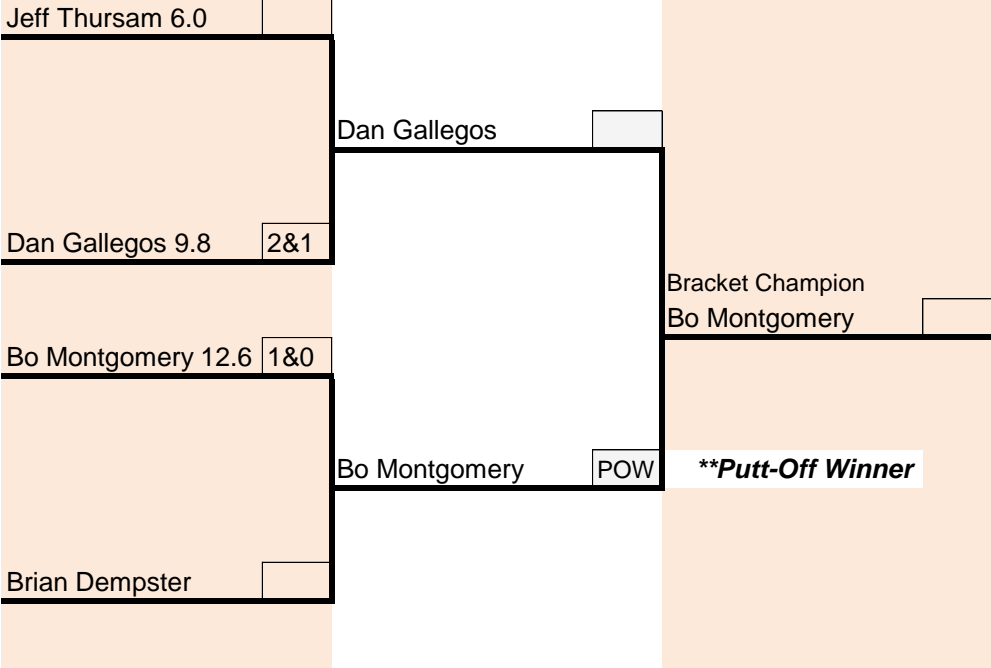 Jeff Thursam 6.0
Dan Gallegos
Dan Gallegos 9.8 2&1
Bracket Champion
Bo Montgomery
Bo Montgomery 12.6 1&0
Bo Montgomery POW **Putt-Off Winner
Brian Dempster